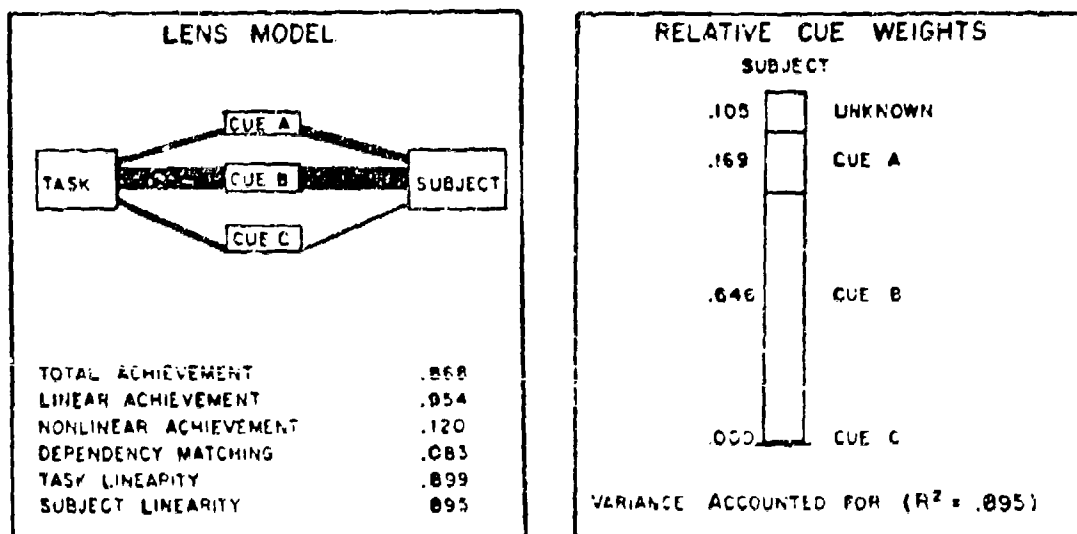 LENS MODEL
CUE A
TASK
CUE B
SUBJECT
CUE C
TOTAL ACHIEVEMENT .868
LINEAR ACHIEVEMENT .954
NONLINEAR ACHIEVEMENT .120
DEPENDENCY MATCHING .083
TASK LINEARITY .899
SUBJECT LINEARITY 895
RELATIVE CUE WEIGHTS
SUBJECT
.105 UNKNOWN
.169 CUE A
.646 CUE B
CUE C
VARIANCE ACCOUNTED FOR (R² = .895)